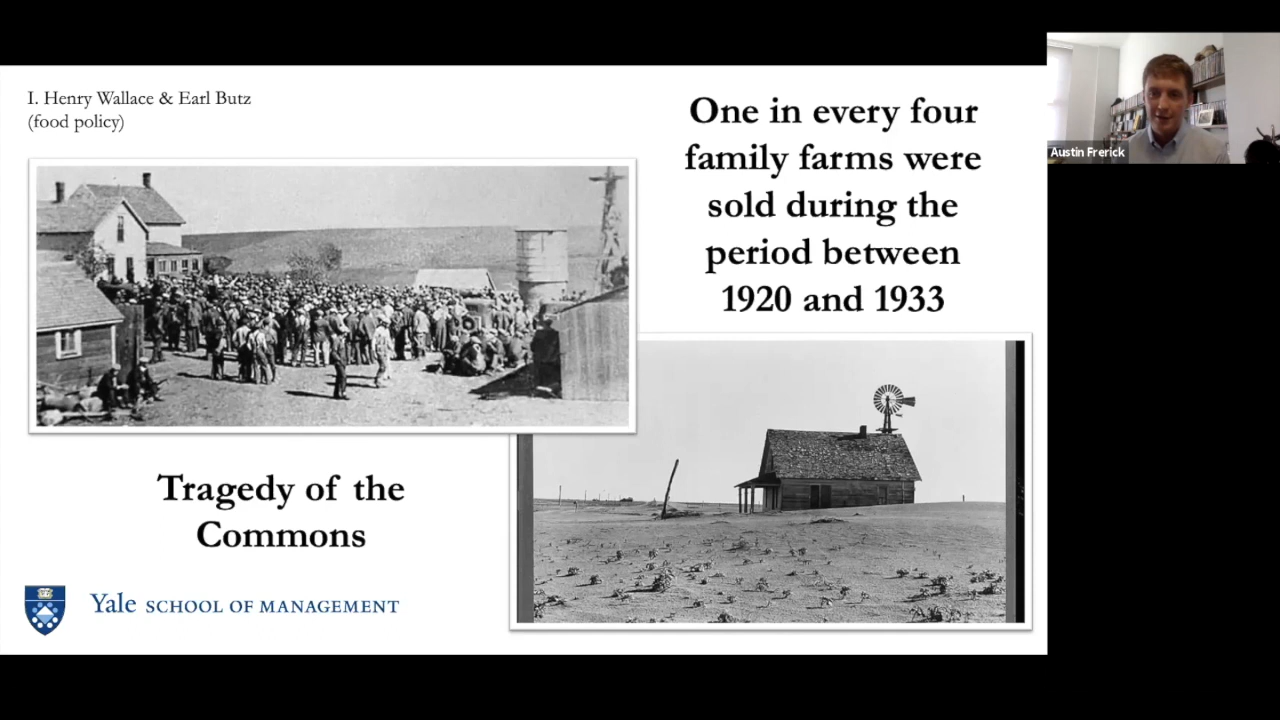 I. Henry Wallace & Earl Butz
(food policy)
One in every four
family farms were
sold during the
period between
1920 and 1933
Austin Frerick
Tragedy of the
Commons
Yale SCHOOL OF MANAGEMENT